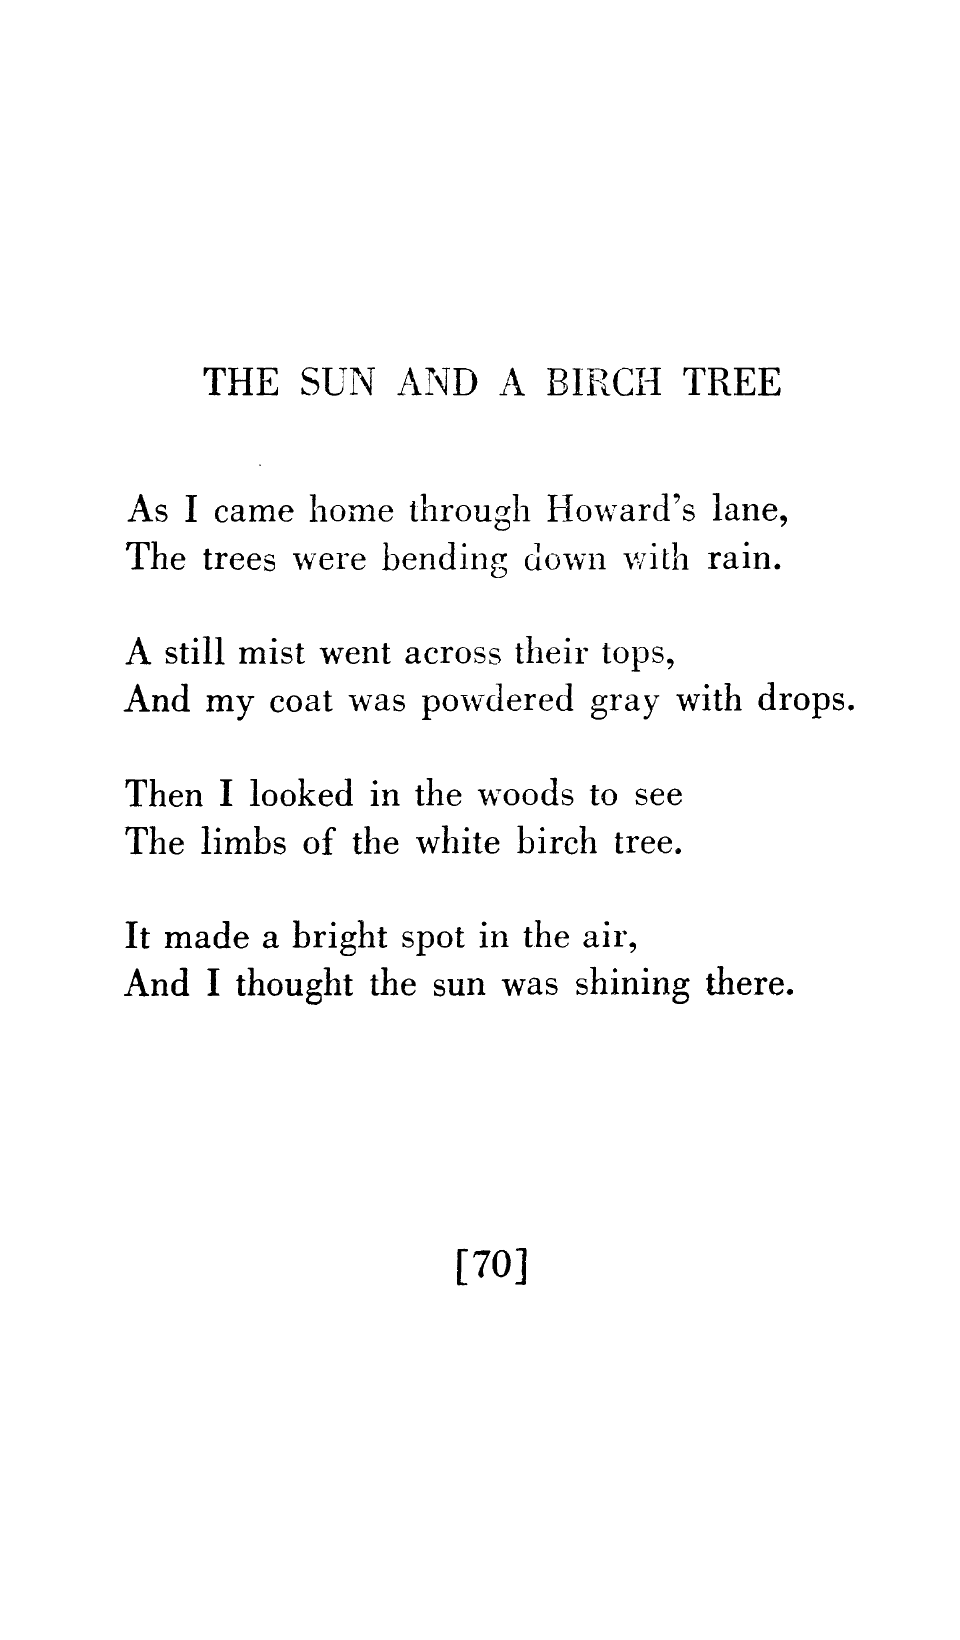 THE SUN AND A BIRCH TREE
As I came home through Howard's lane,
The trees were bending down with rain.
A still mist went across their tops,
And my coat was powdered gray with drops.
Then I looked in the woods to see
The limbs of the white birch tree.
It made a bright spot in the air,
And I thought the sun was shining there.
[70]